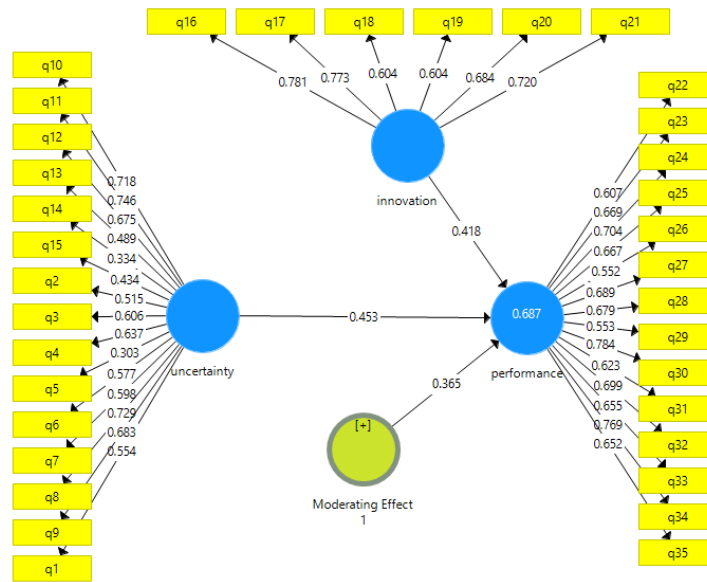 q16
q17
q18
q19
q20
q21
0.781
0.773
0.604
0.604
0.684
0.720
innovation
0.418
q10
q11
q12
q13
q14
q15
q2
q3
q4
q5
q6
q7
q8
q9
q1
0.718
0.746
0.675
0.489
0.334
0.434
0.515
0.606
0.637
0.303
0.577
0.598
0.729
0.683
0.554
uncertainty
0.453
[+]
Moderating Effect
1
0.365
0.687
performance
0.607
0.669
0.704
0.667
0.552
0.689
0.679
0.553
0.784
0.623
0.699
0.655
0.769
0.652
q22
q23
q24
q25
q26
q27
q28
q29
q30
q31
q32
q33
q34
q35